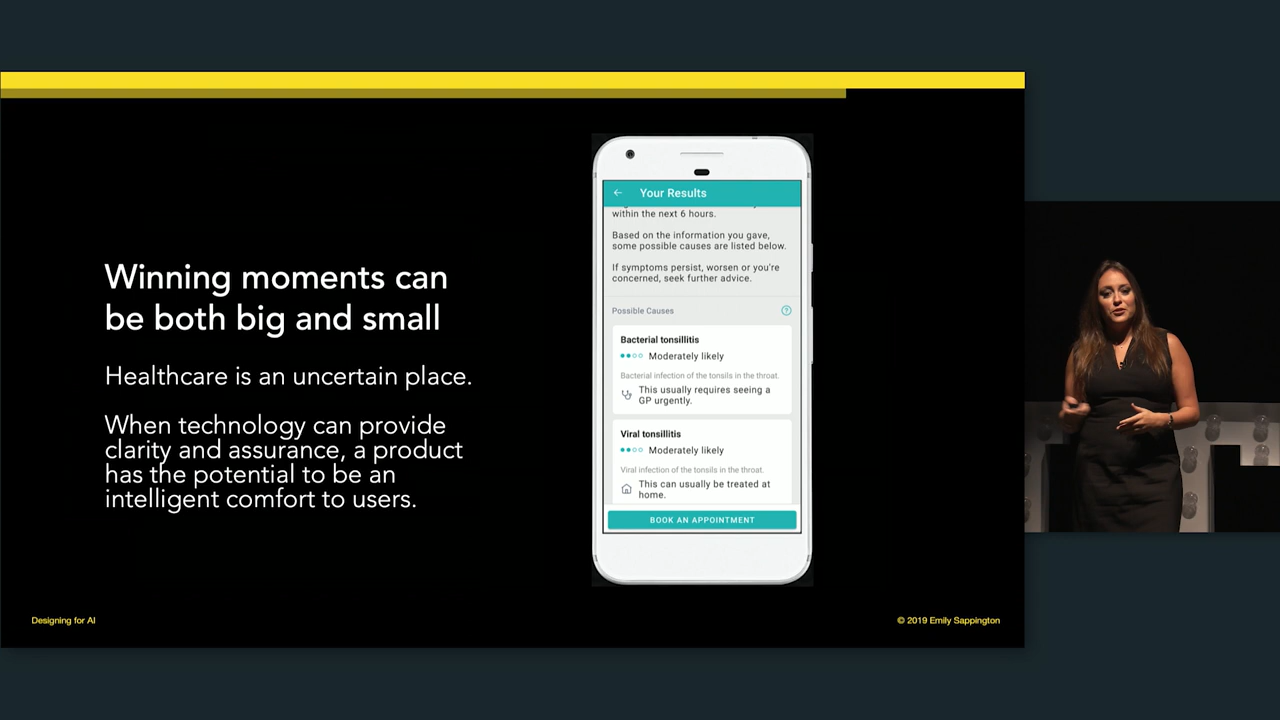 Winning moments can
be both big and small
Healthcare is an uncertain place.
When technology can provide
clarity and assurance, a product
has the potential to be an
intelligent comfort to users.
Your Results
within the next 6 hours.
Based on the information you gave,
some possible causes are listed below.
If symptoms persist, worsen or you're
concerned, seek further advice.
Possible Causes
?
Bacterial tonsillitis
Moderately likely
Bacterial infection of the tonsils in the throat.
This usually requires seeing a
GP urgently.
Viral tonsillitis
Moderately likely
Viral infection of the tonsils in the throat.
This can usually be treated at
home.
BOOK AN APPOINTMENT
Designing for AI
© 2019 Emily Sappington